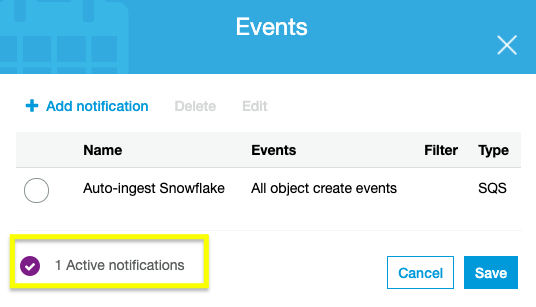 Events
Add notification Delete Edit
Name Events Filter Type
Auto-ingest Snowflake All object create events SQS
1 Active notifications Cancel Save